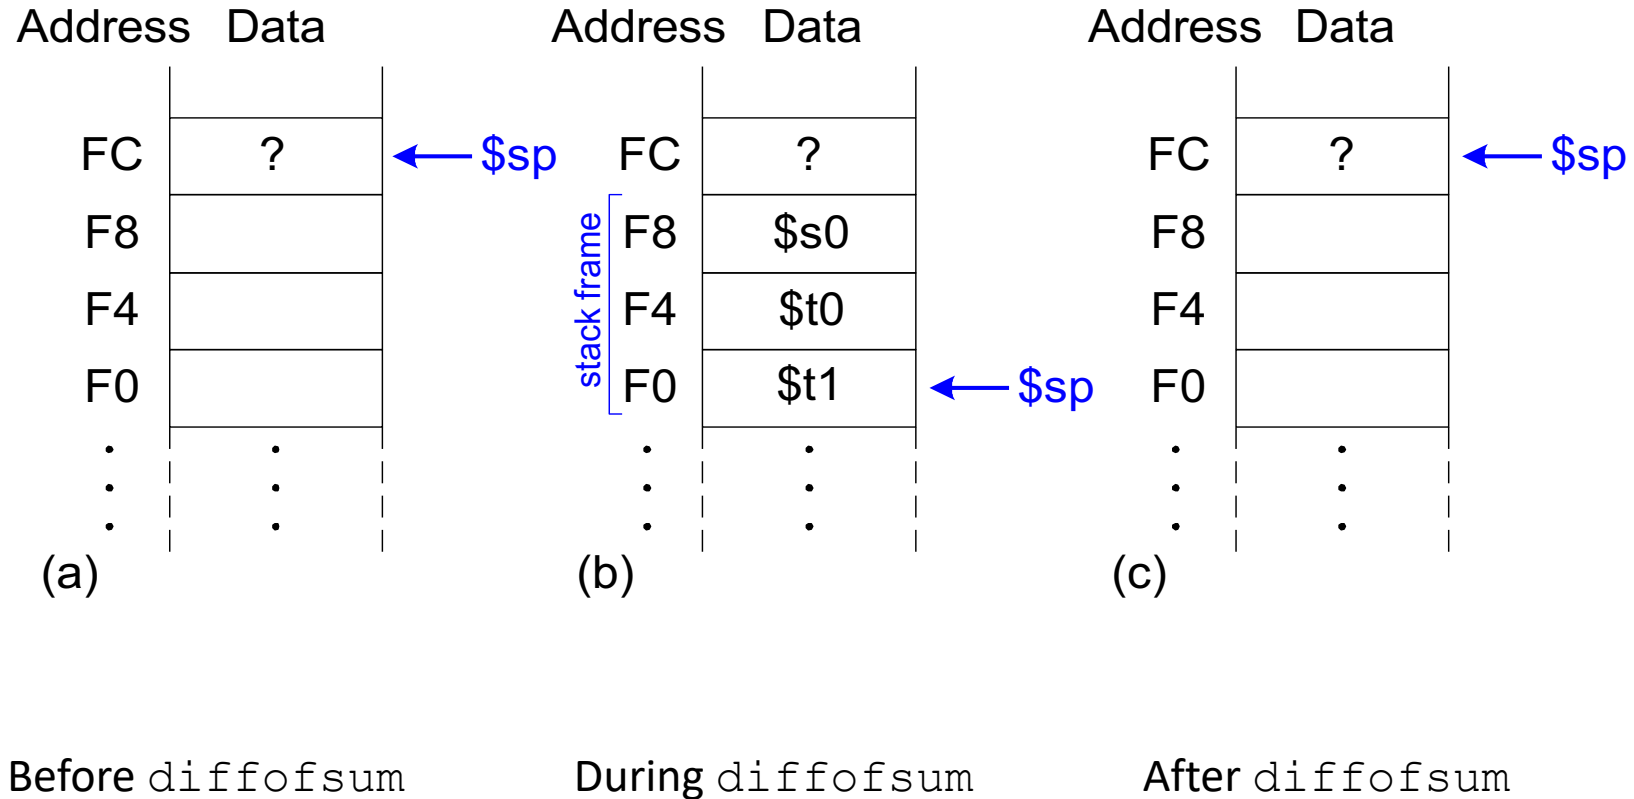 Address Data
FC ? $sp
F8
F4
F0
(a)
Before diffofsum
Address Data
FC ?
stack frame
F8 $s0
F4 $t0
F0 $t1 $sp
(b)
During diffofsum
Address Data
FC ? $sp
F8
F4
F0
(c)
After diffofsum